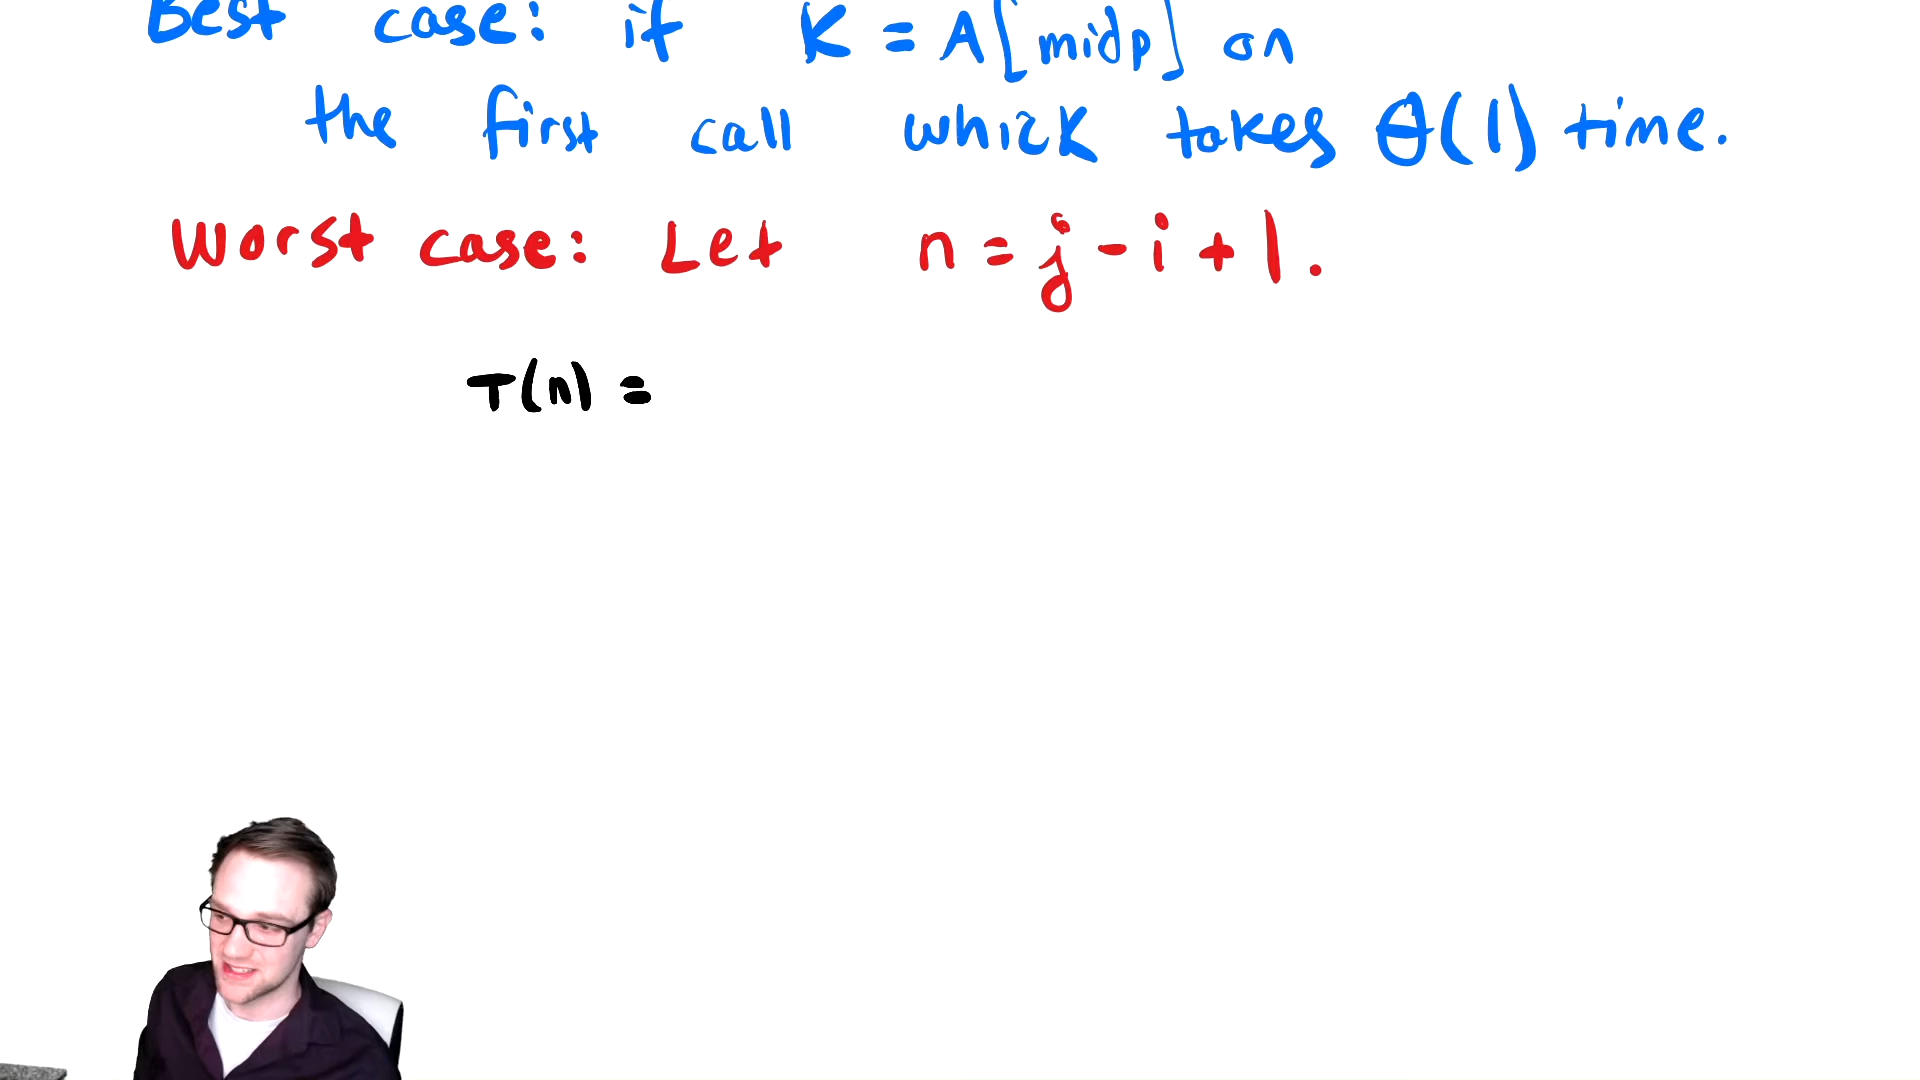 Best case: if K = A[midp] on
the first call which takes θ(1) time.
Worst case: Let n = j - i + 1.
T(n) =